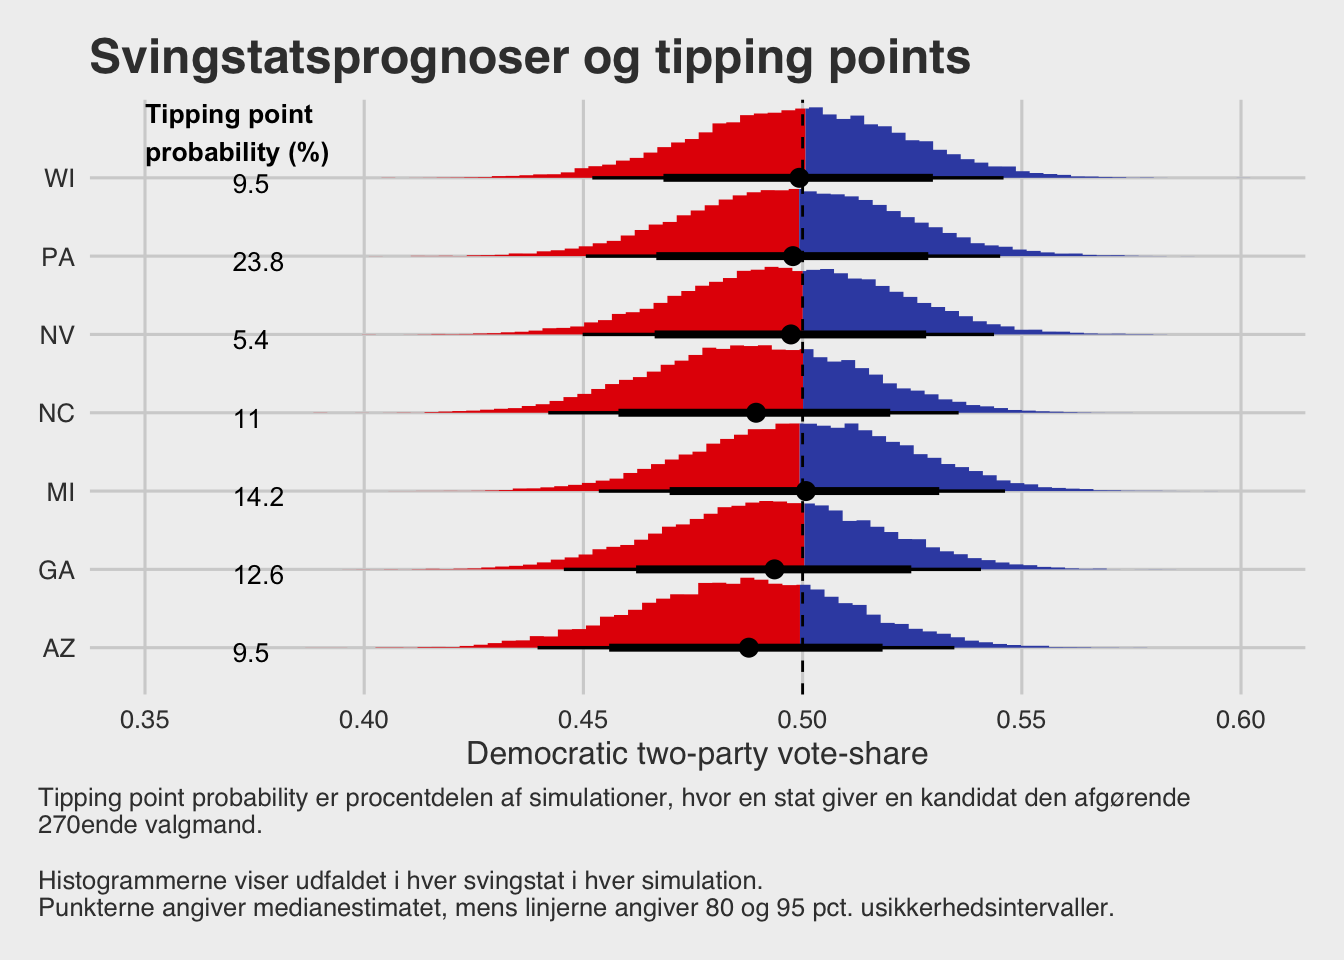 Svingstatsprognoser og tipping points
Tipping point
probability (%)
WI 9.5
PA 23.8
NV 5.4
NC 11
MI 14.2
GA 12.6
AZ 9.5
0.35 0.40 0.45 0.50 0.55 0.60
Democratic two-party vote-share
Tipping point probability er procentdelen af simulationer, hvor en stat giver en kandidat den afgørende
270ende valgmand.
Histogrammerne viser udfaldet i hver svingstat i hver simulation.
Punkterne angiver medianestimatet, mens linjerne angiver 80 og 95 pct. usikkerhedsintervaller.